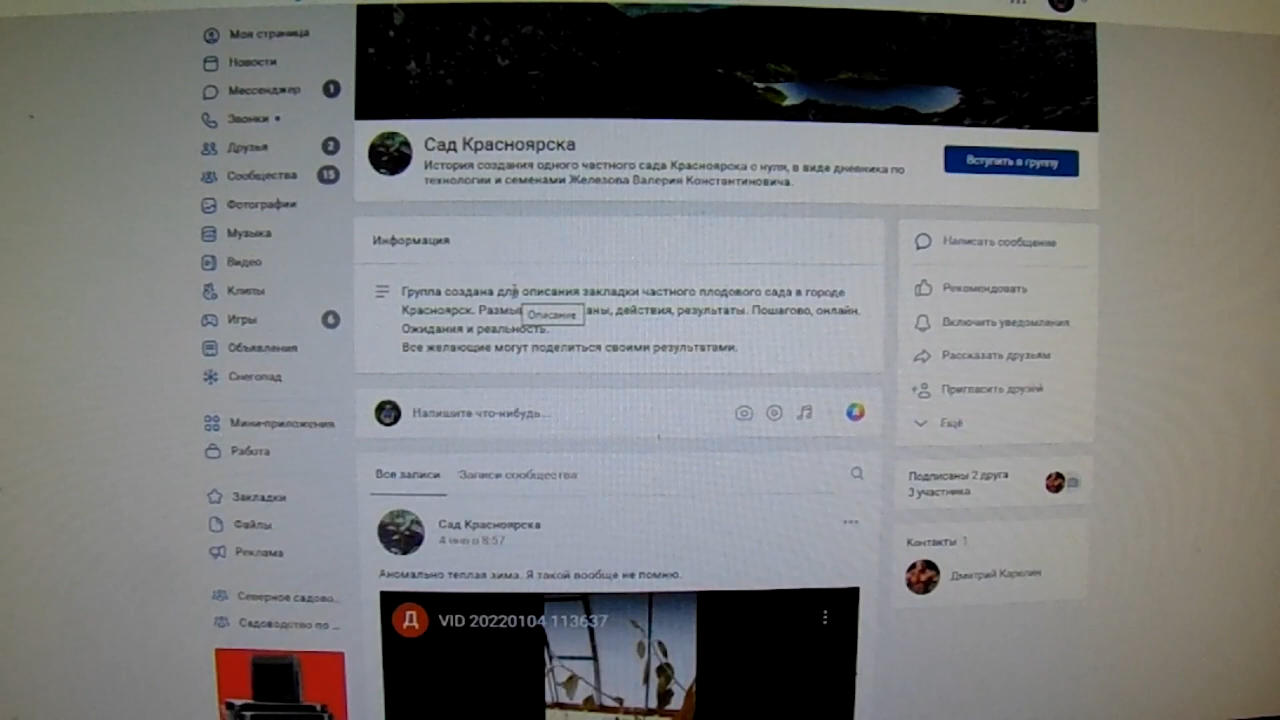 Моя страница
Новости
Мессенджер 1
Звонки
Друзья 2
Сообщества 15
Фотографии
Музыка
Видео
Клипы
Игры 6
Объявления
Снегопад
Мини-приложения
Работа
Закладки
Файлы
Реклама
Северное садово...
Садоводство по ...
Сад Красноярска
История создания одного частного сада Красноярска с нуля, в виде дневника по
технологии и семенами Железова Валерия Константиновича.
Вступить в группу
Информация
Группа создана для описания закладки частного плодового сада в городе
Красноярск. Размыш аны, действия, результаты. Пошагово, онлайн.
Описание
Ожидания и реальность.
Все желающие могут поделиться своими результатами.
Напишите что-нибудь...
Все записи Записи сообщества
Сад Красноярска
4 янв в 8:57
Аномально теплая зима. Я такой вообще не помню.
Д VID 20220104 113637
Написать сообщение
Рекомендовать
Включить уведомления
Рассказать друзьям
Пригласить друзей
Ещё
Подписаны 2 друга
3 участника
Контакты 1
Дмитрий Карелин